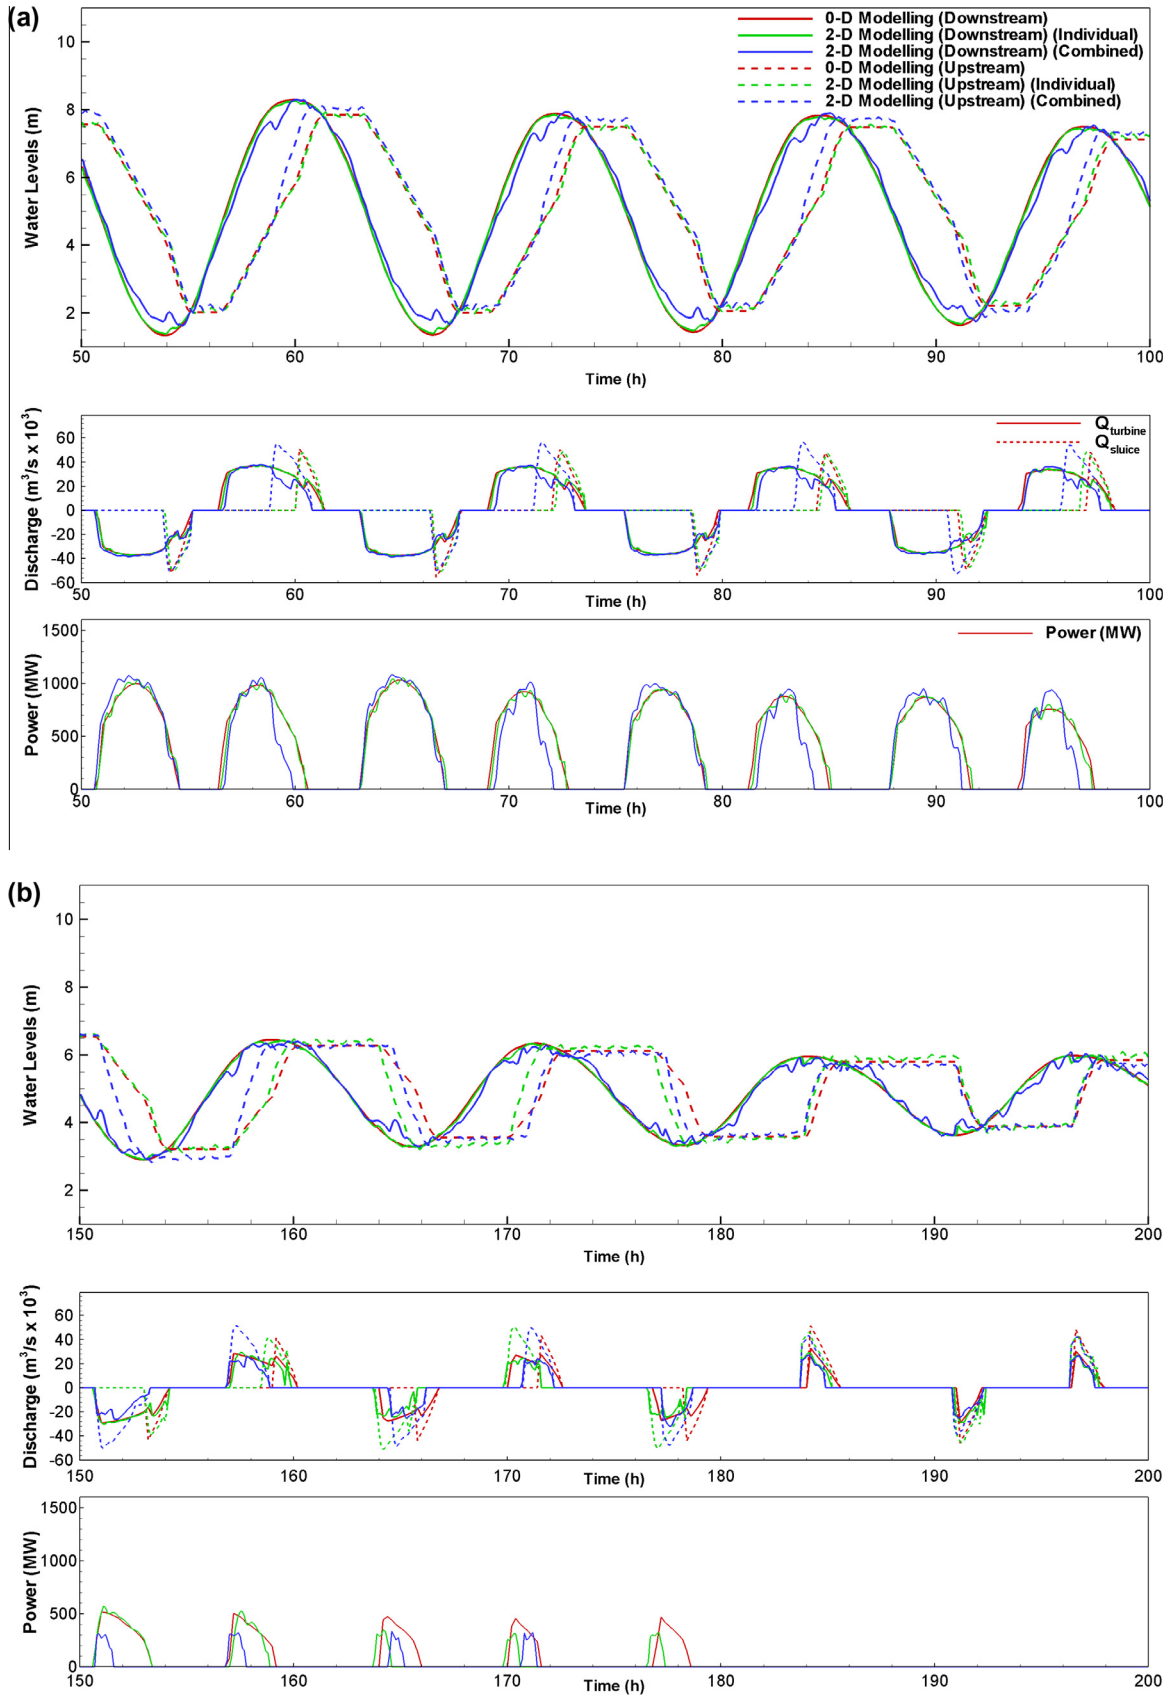 (a)
0-D Modelling (Downstream)
2-D Modelling (Downstream) (Individual)
2-D Modelling (Downstream) (Combined)
0-D Modelling (Upstream)
2-D Modelling (Upstream) (Individual)
2-D Modelling (Upstream) (Combined)
Water Levels (m)
10
8
6
4
2
50 60 70 80 90 100
Time (h)
Discharge (m³/s x 10³)
Qturbine
Qsluice
60
40
20
0
-20
-40
-60
50 60 70 80 90 100
Time (h)
Power (MW)
Power (MW)
1500
1000
500
0
50 60 70 80 90 100
Time (h)
(b)
Water Levels (m)
10
8
6
4
2
150 160 170 180 190 200
Time (h)
Discharge (m³/s x 10³)
60
40
20
0
-20
-40
-60
150 160 170 180 190 200
Time (h)
Power (MW)
1500
1000
500
0
150 160 170 180 190 200
Time (h)